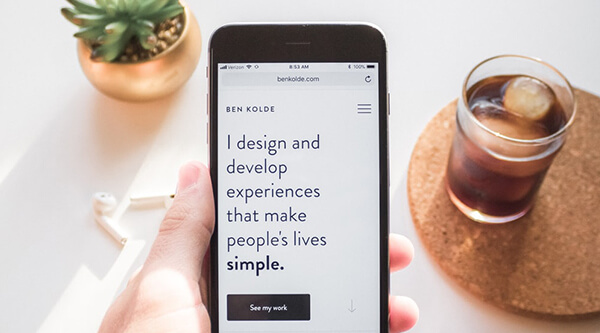 Verizon 8:53 AM 100%
benkolde.com
BEN KOLDE
I design and
develop
experiences
that make
people's lives
simple.
See my work